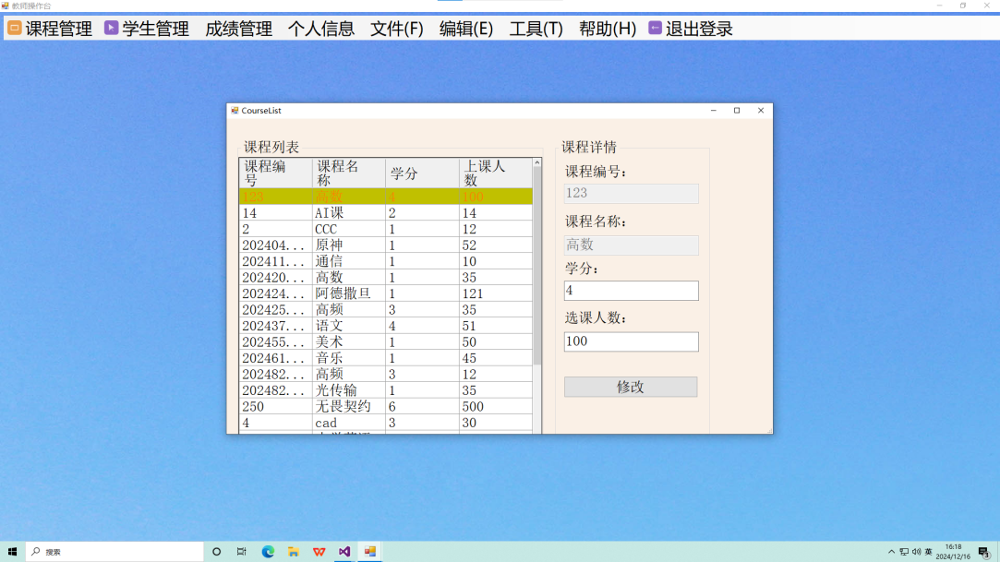 教师操作台
课程管理 学生管理 成绩管理 个人信息 文件(F) 编辑(E) 工具(T) 帮助(H) 退出登录
CourseList
课程列表
课程编号 课程名称 学分 上课人数
123 高数 4 100
14 AI课 2 14
2 CCC 1 12
202404... 原神 1 52
202411... 通信 1 10
202420... 高数 1 35
202424... 阿德撒旦 1 121
202425... 高频 3 35
202437... 语文 4 51
202455... 美术 1 50
202461... 音乐 1 45
202482... 高频 3 12
202482... 光传输 1 35
250 无畏契约 6 500
4 cad 3 30
课程详情
课程编号:
123
课程名称:
高数
学分:
4
选课人数:
100
修改
搜索
英
16:18
2024/12/16
3